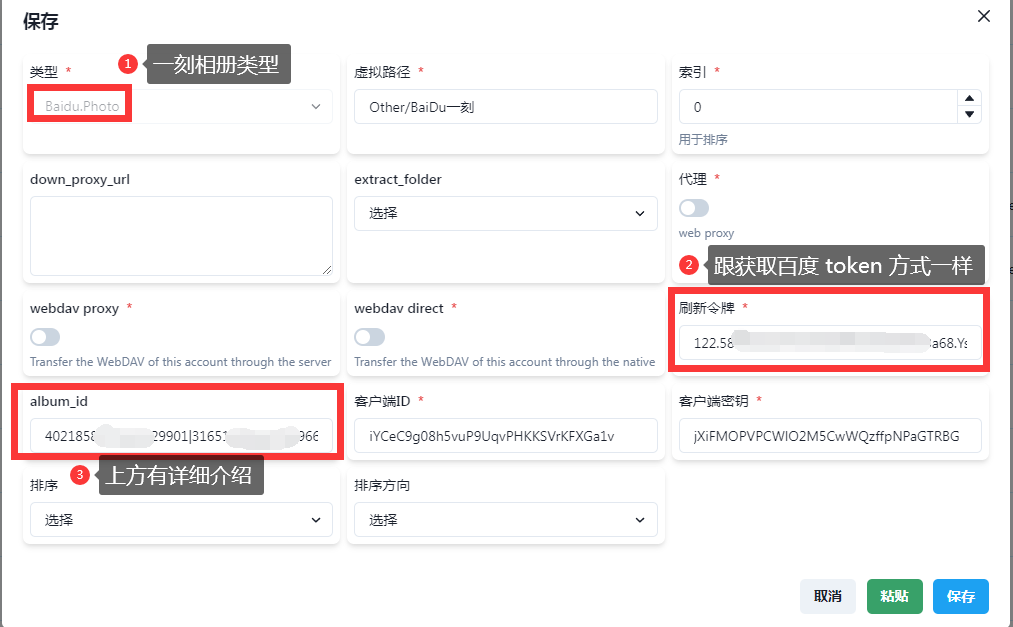 保存
类型 *
1 一刻相册类型
Baidu.Photo
虚拟路径 *
Other/BaiDu一刻
索引 *
0
用于排序
down_proxy_url
extract_folder
选择
代理 *
web proxy
2 跟获取百度 token 方式一样
webdav proxy *
Transfer the WebDAV of this account through the server
webdav direct *
Transfer the WebDAV of this account through the native
刷新令牌 *
122.58 a68.Ys
album_id
4021858 29901|31651 966
3 上方有详细介绍
客户端ID *
iYCeC9g08h5vuP9UqvPHKKSVrKFXGa1v
客户端密钥 *
jXiFMOPVPCWIO2M5CwWQzffpNPaGTRBG
排序
选择
排序方向
选择
取消
粘贴
保存